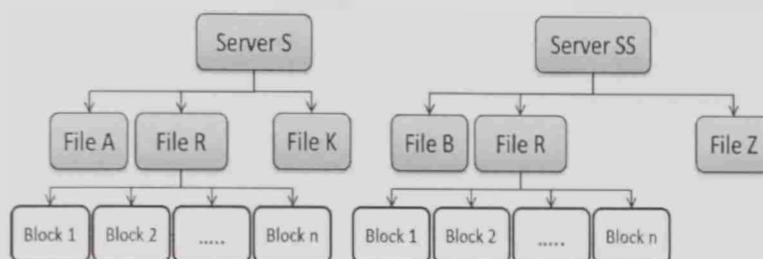 Server S Server SS
File A File R File K File B File R File Z
Block 1 Block 2 ..... Block n Block 1 Block 2 ..... Block n